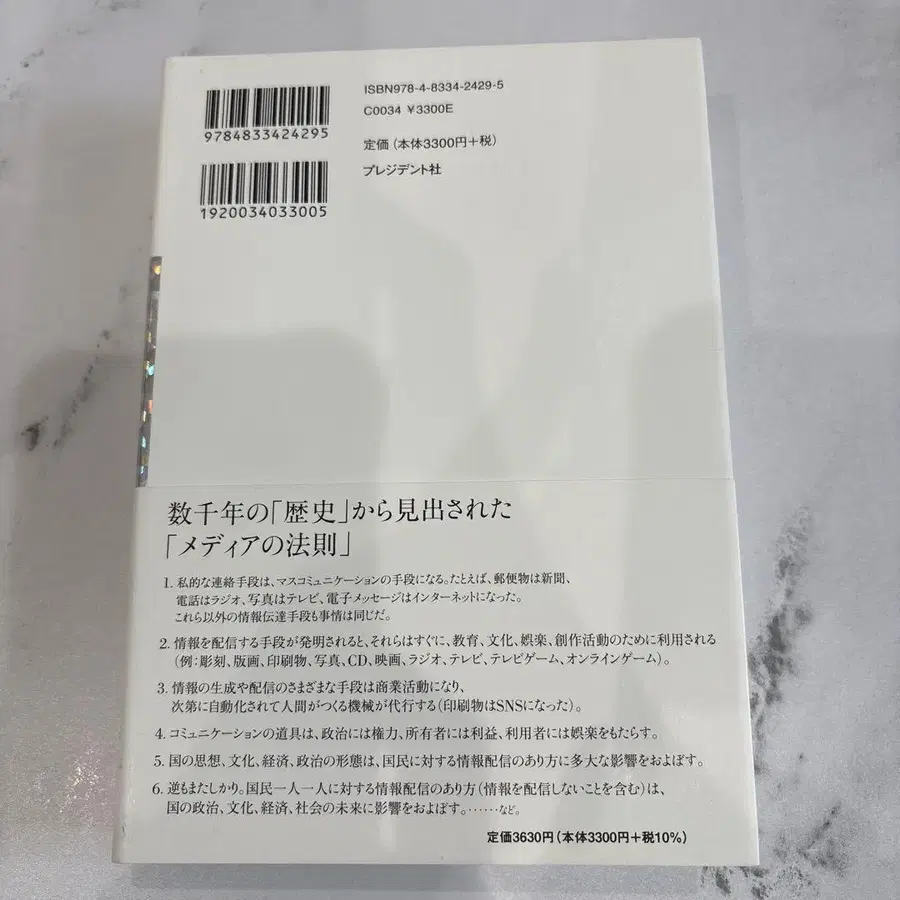 ISBN978-4-8334-2429-5
C0034 ¥3300E
9784833424295
定価(本体3300円+税)
プレジデント社
1920034033005
数千年の「歴史」から見出された
「メディアの法則」
1. 私的な連絡手段は、マスコミュニケーションの手段になる。たとえば、郵便物は新聞、
電話はラジオ、写真はテレビ、電子メッセージはインターネットになった。
これら以外の情報伝達手段も事情は同じだ。
2. 情報を配信する手段が発明されると、それらはすぐに、教育、文化、娯楽、創作活動のために利用される
(例:彫刻、版画、印刷物、写真、CD、映画、ラジオ、テレビ、テレビゲーム、オンラインゲーム)。
3. 情報の生成や配信のさまざまな手段は商業活動になり、
次第に自動化されて人間がつくる機械が代行する(印刷物はSNSになった)。
4. コミュニケーションの道具は、政治には権力、所有者には利益、利用者には娯楽をもたらす。
5. 国の思想、文化、経済、政治の形態は、国民に対する情報配信のあり方に多大な影響をおよぼす。
6. 逆もまたしかり。国民一人一人に対する情報配信のあり方(情報を配信しないことを含む)は、
国の政治、文化、経済、社会の未来に影響をおよぼす。……など。
定価3630円(本体3300円+税10%)